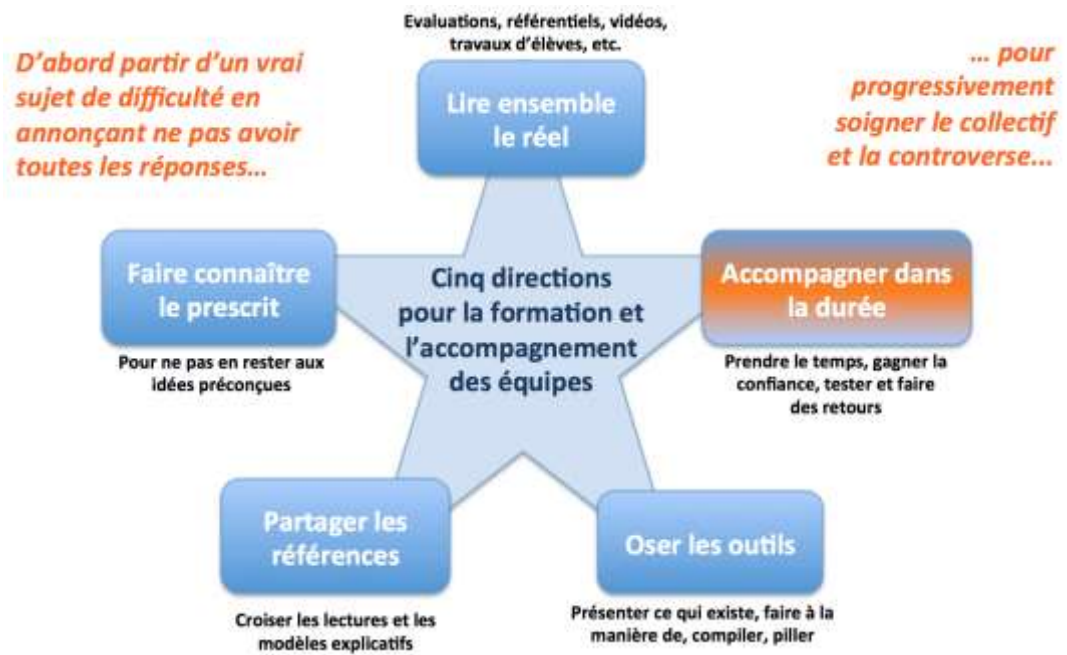 Evaluations, référentiels, vidéos,
travaux d'élèves, etc.
D'abord partir d'un vrai
sujet de difficulté en
annonçant ne pas avoir
toutes les réponses...
Lire ensemble
le réel
... pour
progressivement
soigner le collectif
et la controverse...
Faire connaître
le prescrit
Pour ne pas en rester aux
idées préconçues
Cinq directions
pour la formation et
l'accompagnement
des équipes
Accompagner dans
la durée
Prendre le temps, gagner la
confiance, tester et faire
des retours
Partager les
références
Croiser les lectures et les
modèles explicatifs
Oser les outils
Présenter ce qui existe, faire à la
manière de, compiler, piller